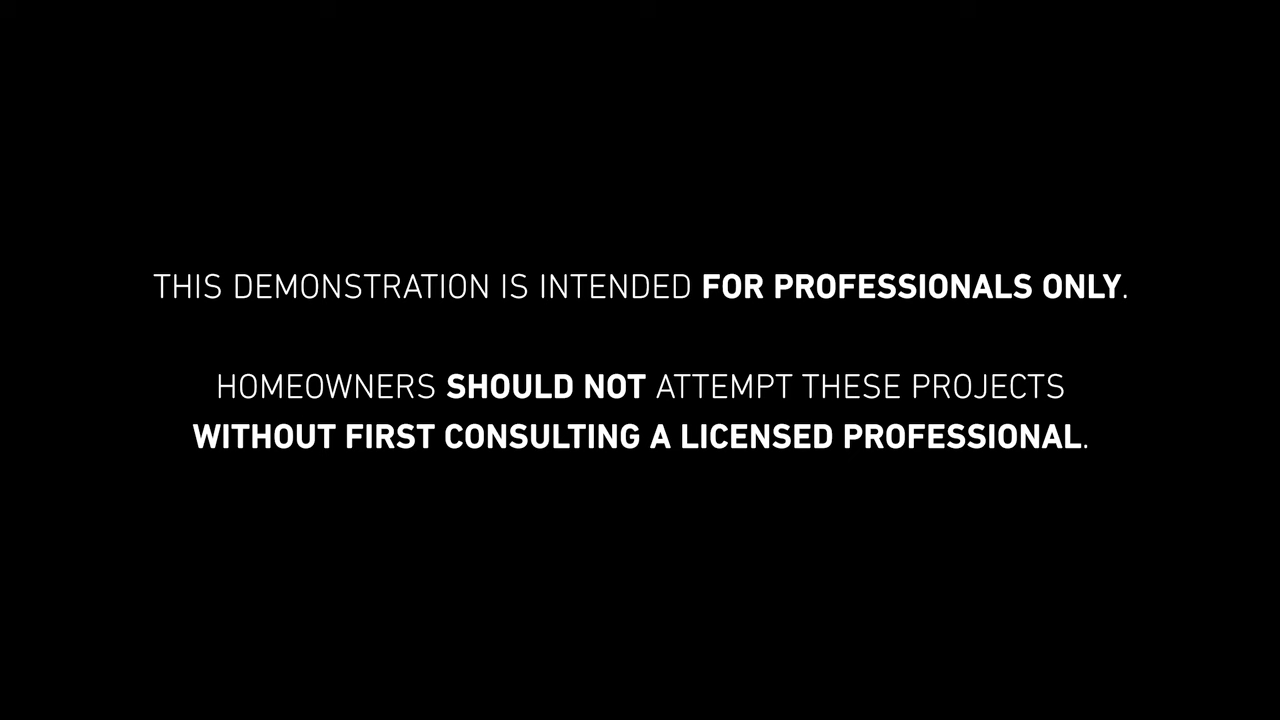 THIS DEMONSTRATION IS INTENDED FOR PROFESSIONALS ONLY.
HOMEOWNERS SHOULD NOT ATTEMPT THESE PROJECTS
WITHOUT FIRST CONSULTING A LICENSED PROFESSIONAL.